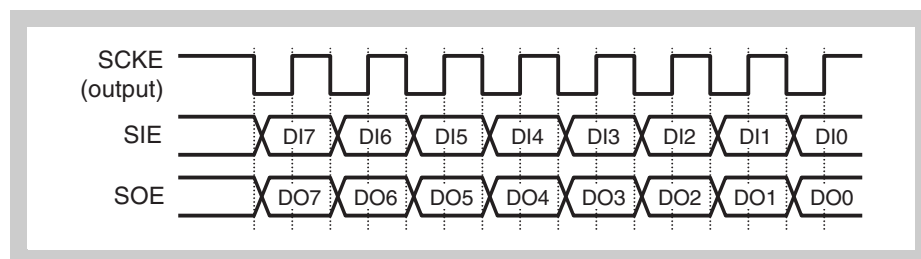 SCKE
(output)
SIE DI7 DI6 DI5 DI4 DI3 DI2 DI1 DI0
SOE DO7 DO6 DO5 DO4 DO3 DO2 DO1 DO0